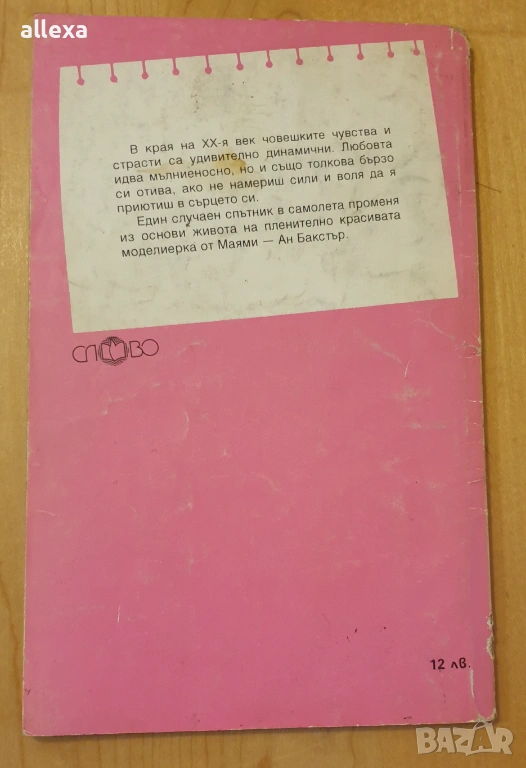 allexa
В края на XX-я век човешките чувства и
страсти са удивително динамични. Любовта
идва мълниеносно, но и също толкова бързо
си отива, ако не намериш сили и воля да я
приютиш в сърцето си.
Един случаен спътник в самолета променя
из основи живота на пленително красивата
моделиерка от Маями — Ан Бакстър.
СЛОВО
12 лв.
BAZAR